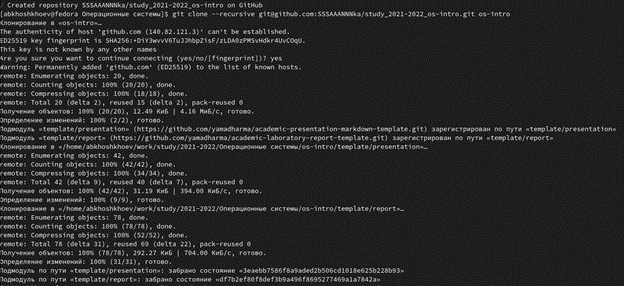 ✓ Created repository SSSAAANNNka/study_2021-2022_os-intro on GitHub
[abkhoshkhoev@fedora Операционные системы]$ git clone --recursive git@github.com:SSSAAANNNka/study_2021-2022_os-intro.git os-intro
Клонирование в «os-intro»…
The authenticity of host 'github.com (140.82.121.3)' can't be established.
ED25519 key fingerprint is SHA256:+DiY3wvvV6TuJJhbpZisF/zLDA0zPMSvHdkr4UvCOqU.
This key is not known by any other names
Are you sure you want to continue connecting (yes/no/[fingerprint])? yes
Warning: Permanently added 'github.com' (ED25519) to the list of known hosts.
remote: Enumerating objects: 20, done.
remote: Counting objects: 100% (20/20), done.
remote: Compressing objects: 100% (18/18), done.
remote: Total 20 (delta 2), reused 15 (delta 2), pack-reused 0
Получение объектов: 100% (20/20), 12.49 КиБ | 4.16 МиБ/с, готово.
Определение изменений: 100% (2/2), готово.
Подмодуль «template/presentation» (https://github.com/yamadharma/academic-presentation-markdown-template.git) зарегистрирован по пути «template/presentation»
Подмодуль «template/report» (https://github.com/yamadharma/academic-laboratory-report-template.git) зарегистрирован по пути «template/report»
Клонирование в «/home/abkhoshkhoev/work/study/2021-2022/Операционные системы/os-intro/template/presentation»…
remote: Enumerating objects: 42, done.
remote: Counting objects: 100% (42/42), done.
remote: Compressing objects: 100% (34/34), done.
remote: Total 42 (delta 9), reused 40 (delta 7), pack-reused 0
Получение объектов: 100% (42/42), 31.19 КиБ | 394.00 КиБ/с, готово.
Определение изменений: 100% (9/9), готово.
Клонирование в «/home/abkhoshkhoev/work/study/2021-2022/Операционные системы/os-intro/template/report»…
remote: Enumerating objects: 78, done.
remote: Counting objects: 100% (78/78), done.
remote: Compressing objects: 100% (52/52), done.
remote: Total 78 (delta 31), reused 69 (delta 22), pack-reused 0
Получение объектов: 100% (78/78), 292.27 КиБ | 704.00 КиБ/с, готово.
Определение изменений: 100% (31/31), готово.
Подмодуль по пути «template/presentation»: забрано состояние «3eaebb7586f8a9aded2b506cd1018e625b228b93»
Подмодуль по пути «template/report»: забрано состояние «df7b2ef80f8def3b9a496f8695277469a1a7842a»